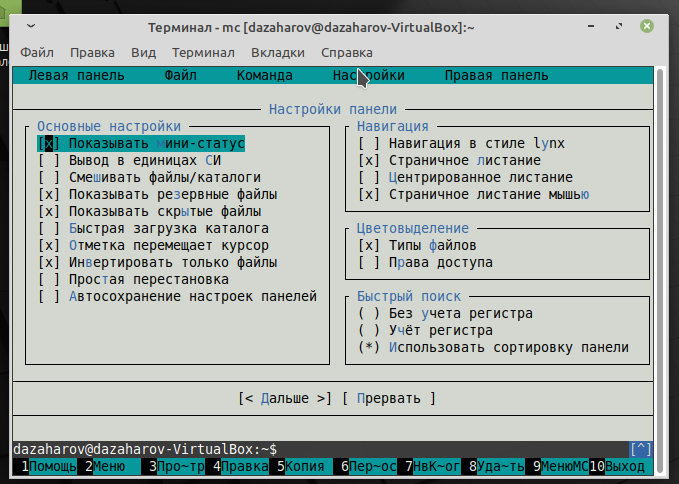 Терминал - mc [dazaharov@dazaharov-VirtualBox]:~
Файл Правка Вид Терминал Вкладки Справка
Левая панель Файл Команда Настройки Правая панель
Настройки панели
Основные настройки
[x] Показывать мини-статус
[ ] Вывод в единицах СИ
[ ] Смешивать файлы/каталоги
[x] Показывать резервные файлы
[x] Показывать скрытые файлы
[ ] Быстрая загрузка каталога
[x] Отметка перемещает курсор
[x] Инвертировать только файлы
[ ] Простая перестановка
[ ] Автосохранение настроек панелей
Навигация
[ ] Навигация в стиле lynx
[x] Страничное листание
[ ] Центрированное листание
[x] Страничное листание мышью
Цветовыделение
[x] Типы файлов
[ ] Права доступа
Быстрый поиск
( ) Без учета регистра
( ) Учёт регистра
(*) Использовать сортировку панели
[< Дальше >] [ Прервать ]
dazaharov@dazaharov-VirtualBox:~$ [^]
1Помощь 2Меню 3Про~тр 4Правка 5Копия 6Пер~ос 7НвК~ог 8Уда~ть 9МенюMC 10Выход